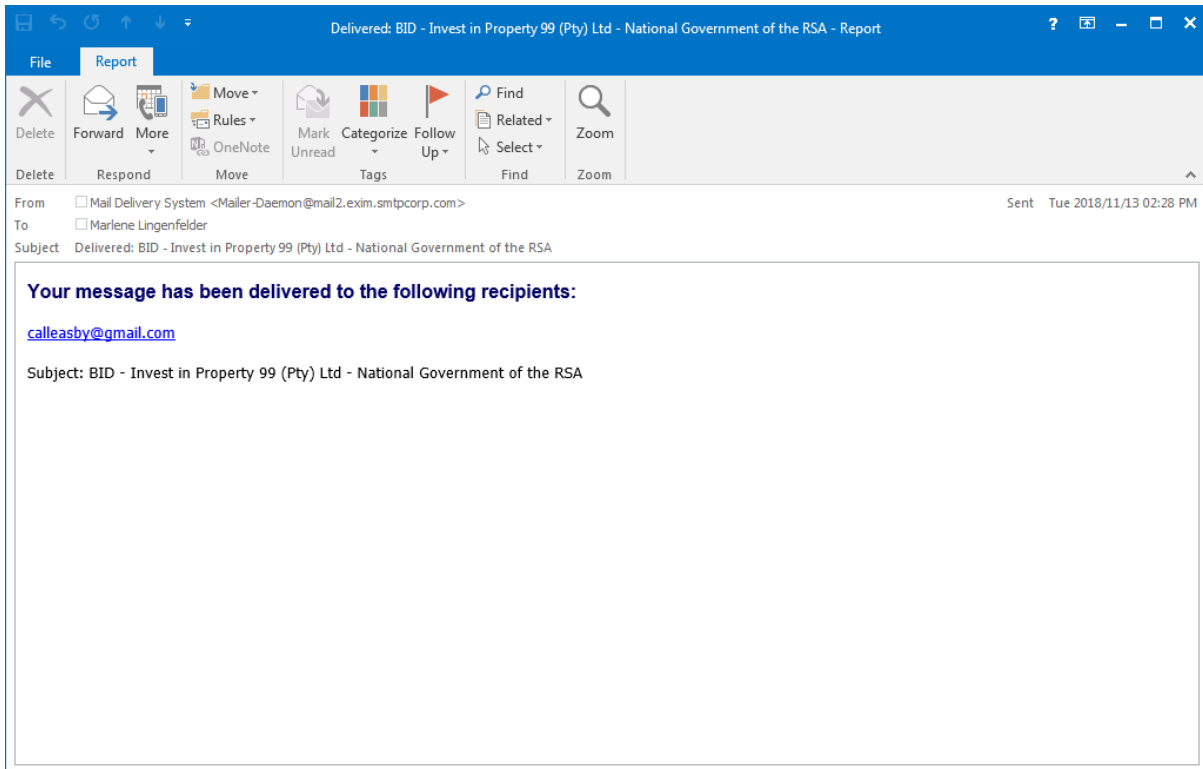 Delivered: BID - Invest in Property 99 (Pty) Ltd - National Government of the RSA - Report
File Report
Delete
Forward
More
Move
Rules
OneNote
Mark Unread
Categorize
Follow Up
Find
Related
Select
Zoom
Delete Respond Move Tags Find Zoom
From Mail Delivery System <Mailer-Daemon@mail2.exim.smtpcorp.com> Sent Tue 2018/11/13 02:28 PM
To Marlene Lingenfelder
Subject Delivered: BID - Invest in Property 99 (Pty) Ltd - National Government of the RSA
Your message has been delivered to the following recipients:
calleasby@gmail.com
Subject: BID - Invest in Property 99 (Pty) Ltd - National Government of the RSA